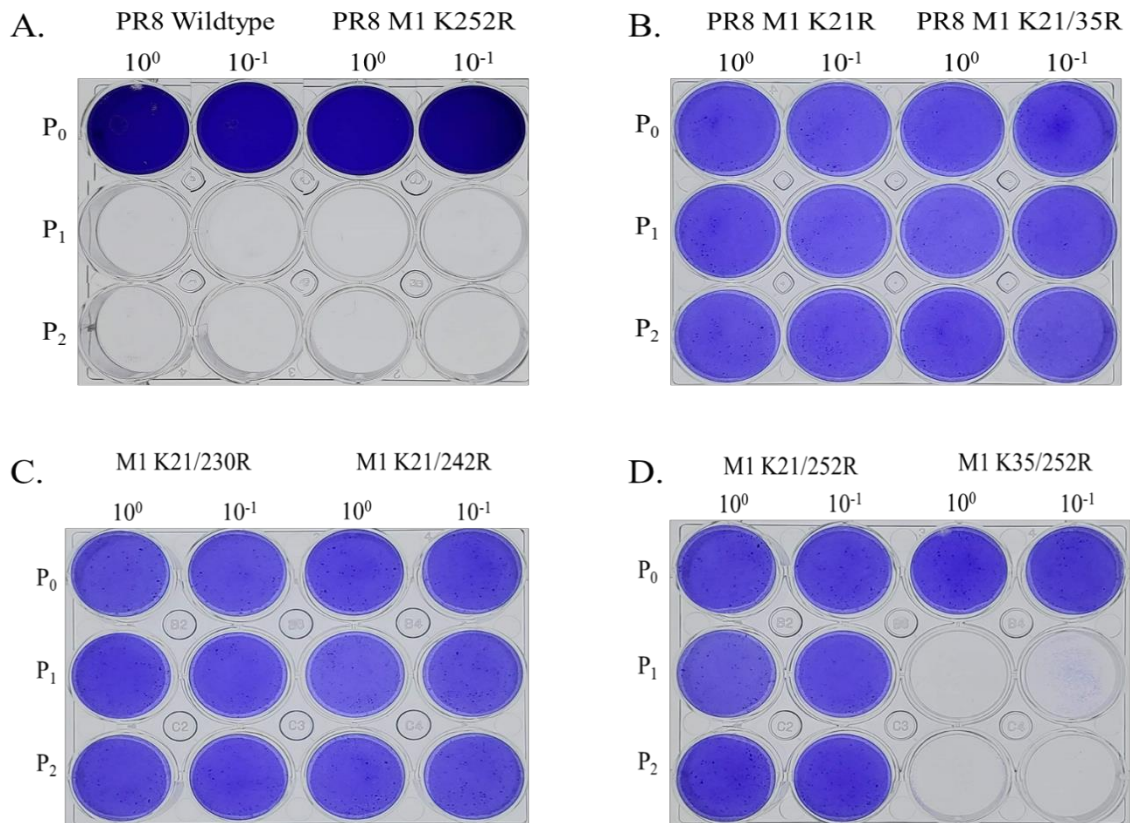 A.
PR8 Wildtype PR8 M1 K252R
10⁰ 10⁻¹ 10⁰ 10⁻¹
P₀
P₁
P₂
B.
PR8 M1 K21R PR8 M1 K21/35R
10⁰ 10⁻¹ 10⁰ 10⁻¹
P₀
P₁
P₂
C.
M1 K21/230R M1 K21/242R
10⁰ 10⁻¹ 10⁰ 10⁻¹
P₀
B2 B4
P₁
C2 C3 C4
P₂
D.
M1 K21/252R M1 K35/252R
10⁰ 10⁻¹ 10⁰ 10⁻¹
P₀
B2 B4
P₁
C2 C3 C4
P₂